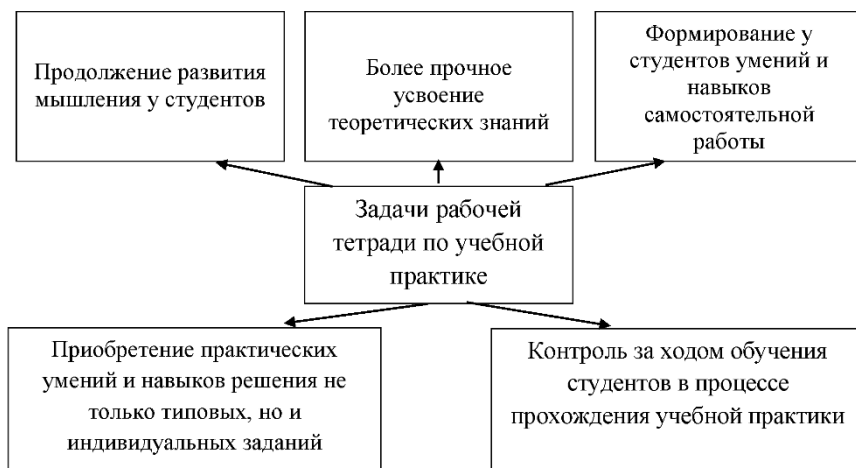 Продолжение развития
мышления у студентов
Более прочное
усвоение
теоретических знаний
Формирование у
студентов умений и
навыков
самостоятельной
работы
Задачи рабочей
тетради по учебной
практике
Приобретение практических
умений и навыков решения не
только типовых, но и
индивидуальных заданий
Контроль за ходом обучения
студентов в процессе
прохождения учебной практики